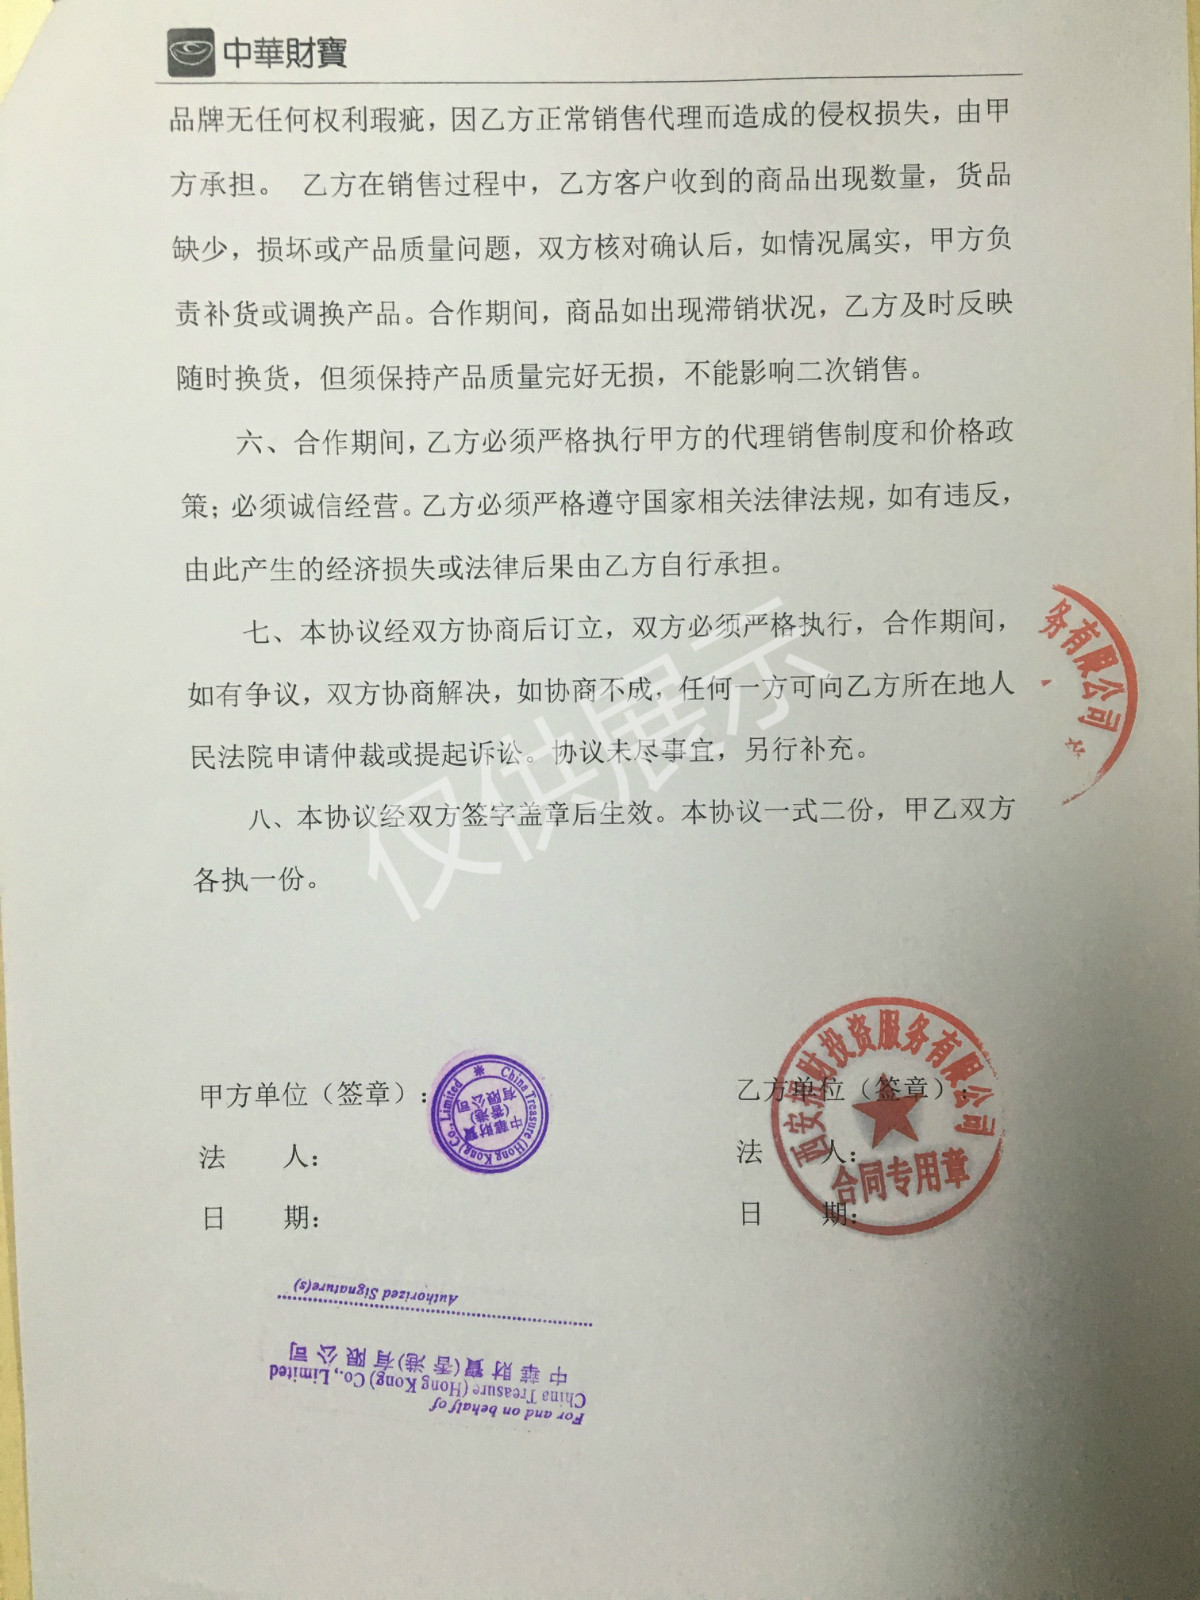 中華財寶
品牌无任何权利瑕疵，因乙方正常销售代理而造成的侵权损失，由甲
方承担。 乙方在销售过程中，乙方客户收到的商品出现数量，货品
缺少，损坏或产品质量问题，双方核对确认后，如情况属实，甲方负
责补货或调换产品。合作期间，商品如出现滞销状况，乙方及时反映
随时换货，但须保持产品质量完好无损，不能影响二次销售。
六、合作期间，乙方必须严格执行甲方的代理销售制度和价格政
策；必须诚信经营。乙方必须严格遵守国家相关法律法规，如有违反，
由此产生的经济损失或法律后果由乙方自行承担。
七、本协议经双方协商后订立，双方必须严格执行，合作期间，
如有争议，双方协商解决，如协商不成，任何一方可向乙方所在地人
民法院申请仲裁或提起诉讼。协议未尽事宜，另行补充。
八、本协议经双方签字盖章后生效。本协议一式二份，甲乙双方
各执一份。
仅供展示
务有限公司
甲方单位（签章）：
法 人：
日 期：
China Treasure (Hong Kong) Co., Limited
中華財寶
(香港)
有限公司
乙方单位（签章）：
法 人：
日 期：
西安招财投资服务有限公司
合同专用章
For and on behalf of
China Treasure (Hong Kong) Co., Limited
中華財寶(香港)有限公司
Authorized Signature(s)